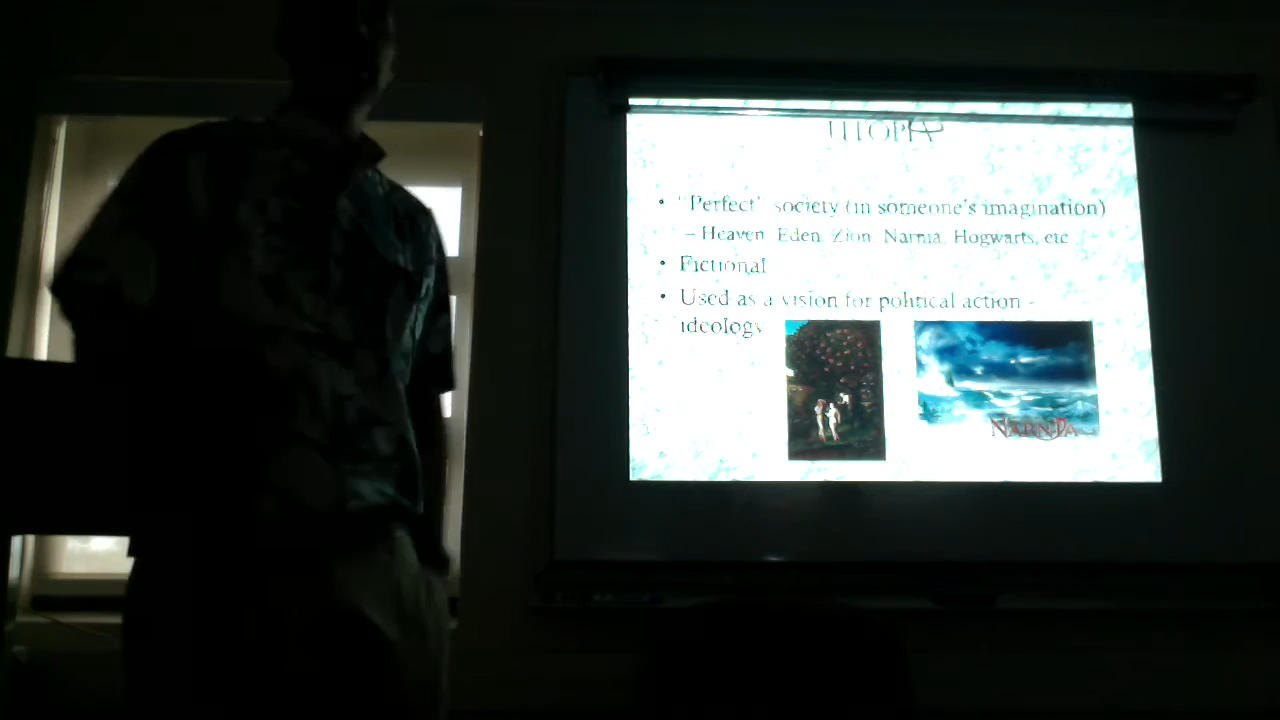 UTOPIA
• "Perfect" society (in someone's imagination)
– Heaven, Eden, Zion, Narnia, Hogwarts, etc
• Fictional
• Used as a vision for political action -
ideology
NARNIA